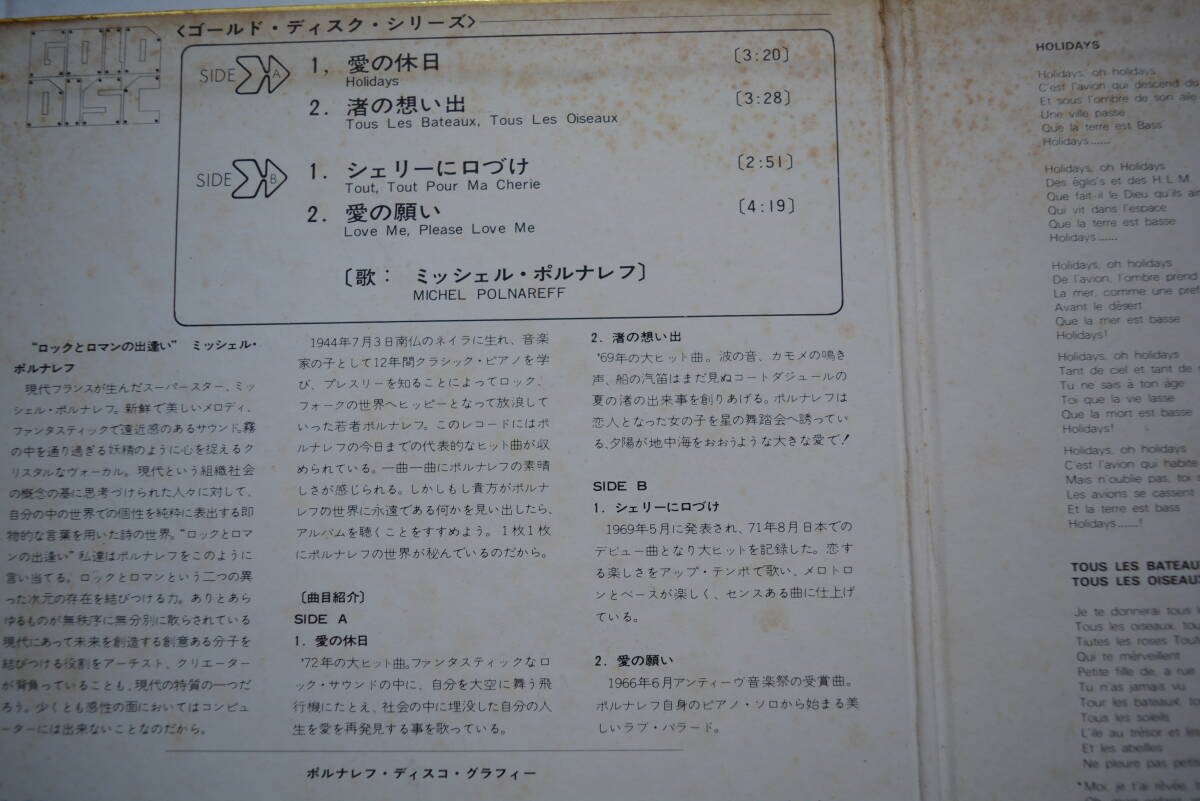 GOLD
DISC
〈ゴールド・ディスク・シリーズ〉
SIDE A
1, 愛の休日 〔3:20〕
Holidays
2. 渚の想い出 〔3:28〕
Tous Les Bateaux, Tous Les Oiseaux
SIDE B
1. シェリーに口づけ 〔2:51〕
Tout, Tout Pour Ma Cherie
2. 愛の願い 〔4:19〕
Love Me, Please Love Me
〔歌： ミッシェル・ポルナレフ〕
MICHEL POLNAREFF
“ロックとロマンの出逢い” ミッシェル・
ポルナレフ
現代フランスが生んだスーパースター、ミッ
シェル・ポルナレフ。新鮮で美しいメロディ、
ファンタスティックで遠近感のあるサウンド。霧
の中を通り過ぎる妖精のように心を捉えるク
リスタルなヴォーカル。現代という組織社会
の概念の基に思考づけられた人々に対して、
自分の中の世界での個性を純粋に表出する即
物的な言葉を用いた詩の世界。“ロックとロマ
ンの出逢い”私達はポルナレフをこのように
言い当てる。ロックとロマンという二つの異
った次元の存在を結びつける力。ありとあら
ゆるものが無秩序に無分別に散らされている
現代にあって未来を創造する創意ある分子を
結びつける役割をアーチスト、クリエーター
が背負っていることも、現代の特質の一つだ
ろう。少くとも感性の面においてはコンピュ
ーターには出来ないことなのだから。
1944年7月3日南仏のネイラに生れ、音楽
家の子として12年間クラシック・ピアノを学
び、プレスリーを知ることによってロック、
フォークの世界へヒッピーとなって放浪して
いった若者ポルナレフ。このレコードにはポ
ルナレフの今日までの代表的なヒット曲が収
められている。一曲一曲にポルナレフの素晴
しさが感じられる。しかしもし貴方がポルナ
レフの世界に永遠である何かを見い出したら、
アルバムを聴くことをすすめよう。1枚1枚
にポルナレフの世界が秘んでいるのだから。
〔曲目紹介〕
SIDE A
1. 愛の休日
'72年の大ヒット曲。ファンタスティックなロ
ック・サウンドの中に、自分を大空に舞う飛
行機にたとえ、社会の中に埋没した自分の人
生を愛を再発見する事を歌っている。
2. 渚の想い出
'69年の大ヒット曲。波の音、カモメの鳴き
声、船の汽笛はまだ見ぬコートダジュールの
夏の渚の出来事を創りあげる。ポルナレフは
恋人となった女の子を星の舞踏会へ誘ってい
る、夕陽が地中海をおおうような大きな愛で！
SIDE B
1. シェリーに口づけ
1969年5月に発表され、71年8月日本での
デビュー曲となり大ヒットを記録した。恋す
る楽しさをアップ・テンポで歌い、メロトロ
ンとベースが楽しく、センスある曲に仕上げ
ている。
2. 愛の願い
1966年6月アンティーヴ音楽祭の受賞曲。
ポルナレフ自身のピアノ・ソロから始まる美
しいラブ・バラード。
ポルナレフ・ディスコ・グラフィー
HOLIDAYS
Holidays, oh holidays
C'est l'avion qui descend du
Et sous l'ombre de son aile
Une ville passe
Que la terre est Bass
Holidays......
Holidays, oh Holidays
Des églis's et des H.L.M.
Que fait-il le Dieu qu'ils
Qui vit dans l'espace
Que la terre est basse
Holidays......
Holidays, oh holidays
De l'avion, l'ombre prend
La mer, comme une
Avant le désert
Que la mer est basse
Holidays!
Holidays, oh holidays
Tant de ciel et tant de
Tu ne sais à ton âge
Toi que la vie lasse
Que la mort est basse
Holidays!
Holidays, oh holidays
C'est l'avion qui habite
Mais n'oublie pas, toi
Les avions se cassent
Et la terre est bass
Holidays......!
TOUS LES BATEAU
TOUS LES OISEAU
Je te donnerai tous
Tous les oiseaux,
Tiutes les roses
Qui te mèrveillent
Petite fille de, a rue
Tu n'as jamais vu
Tour les bateaux,
Tous les soleils
L'ile au trésor et les
Et les abeilles
Ne pleure pas
*Moi, je t'ai rêvée,